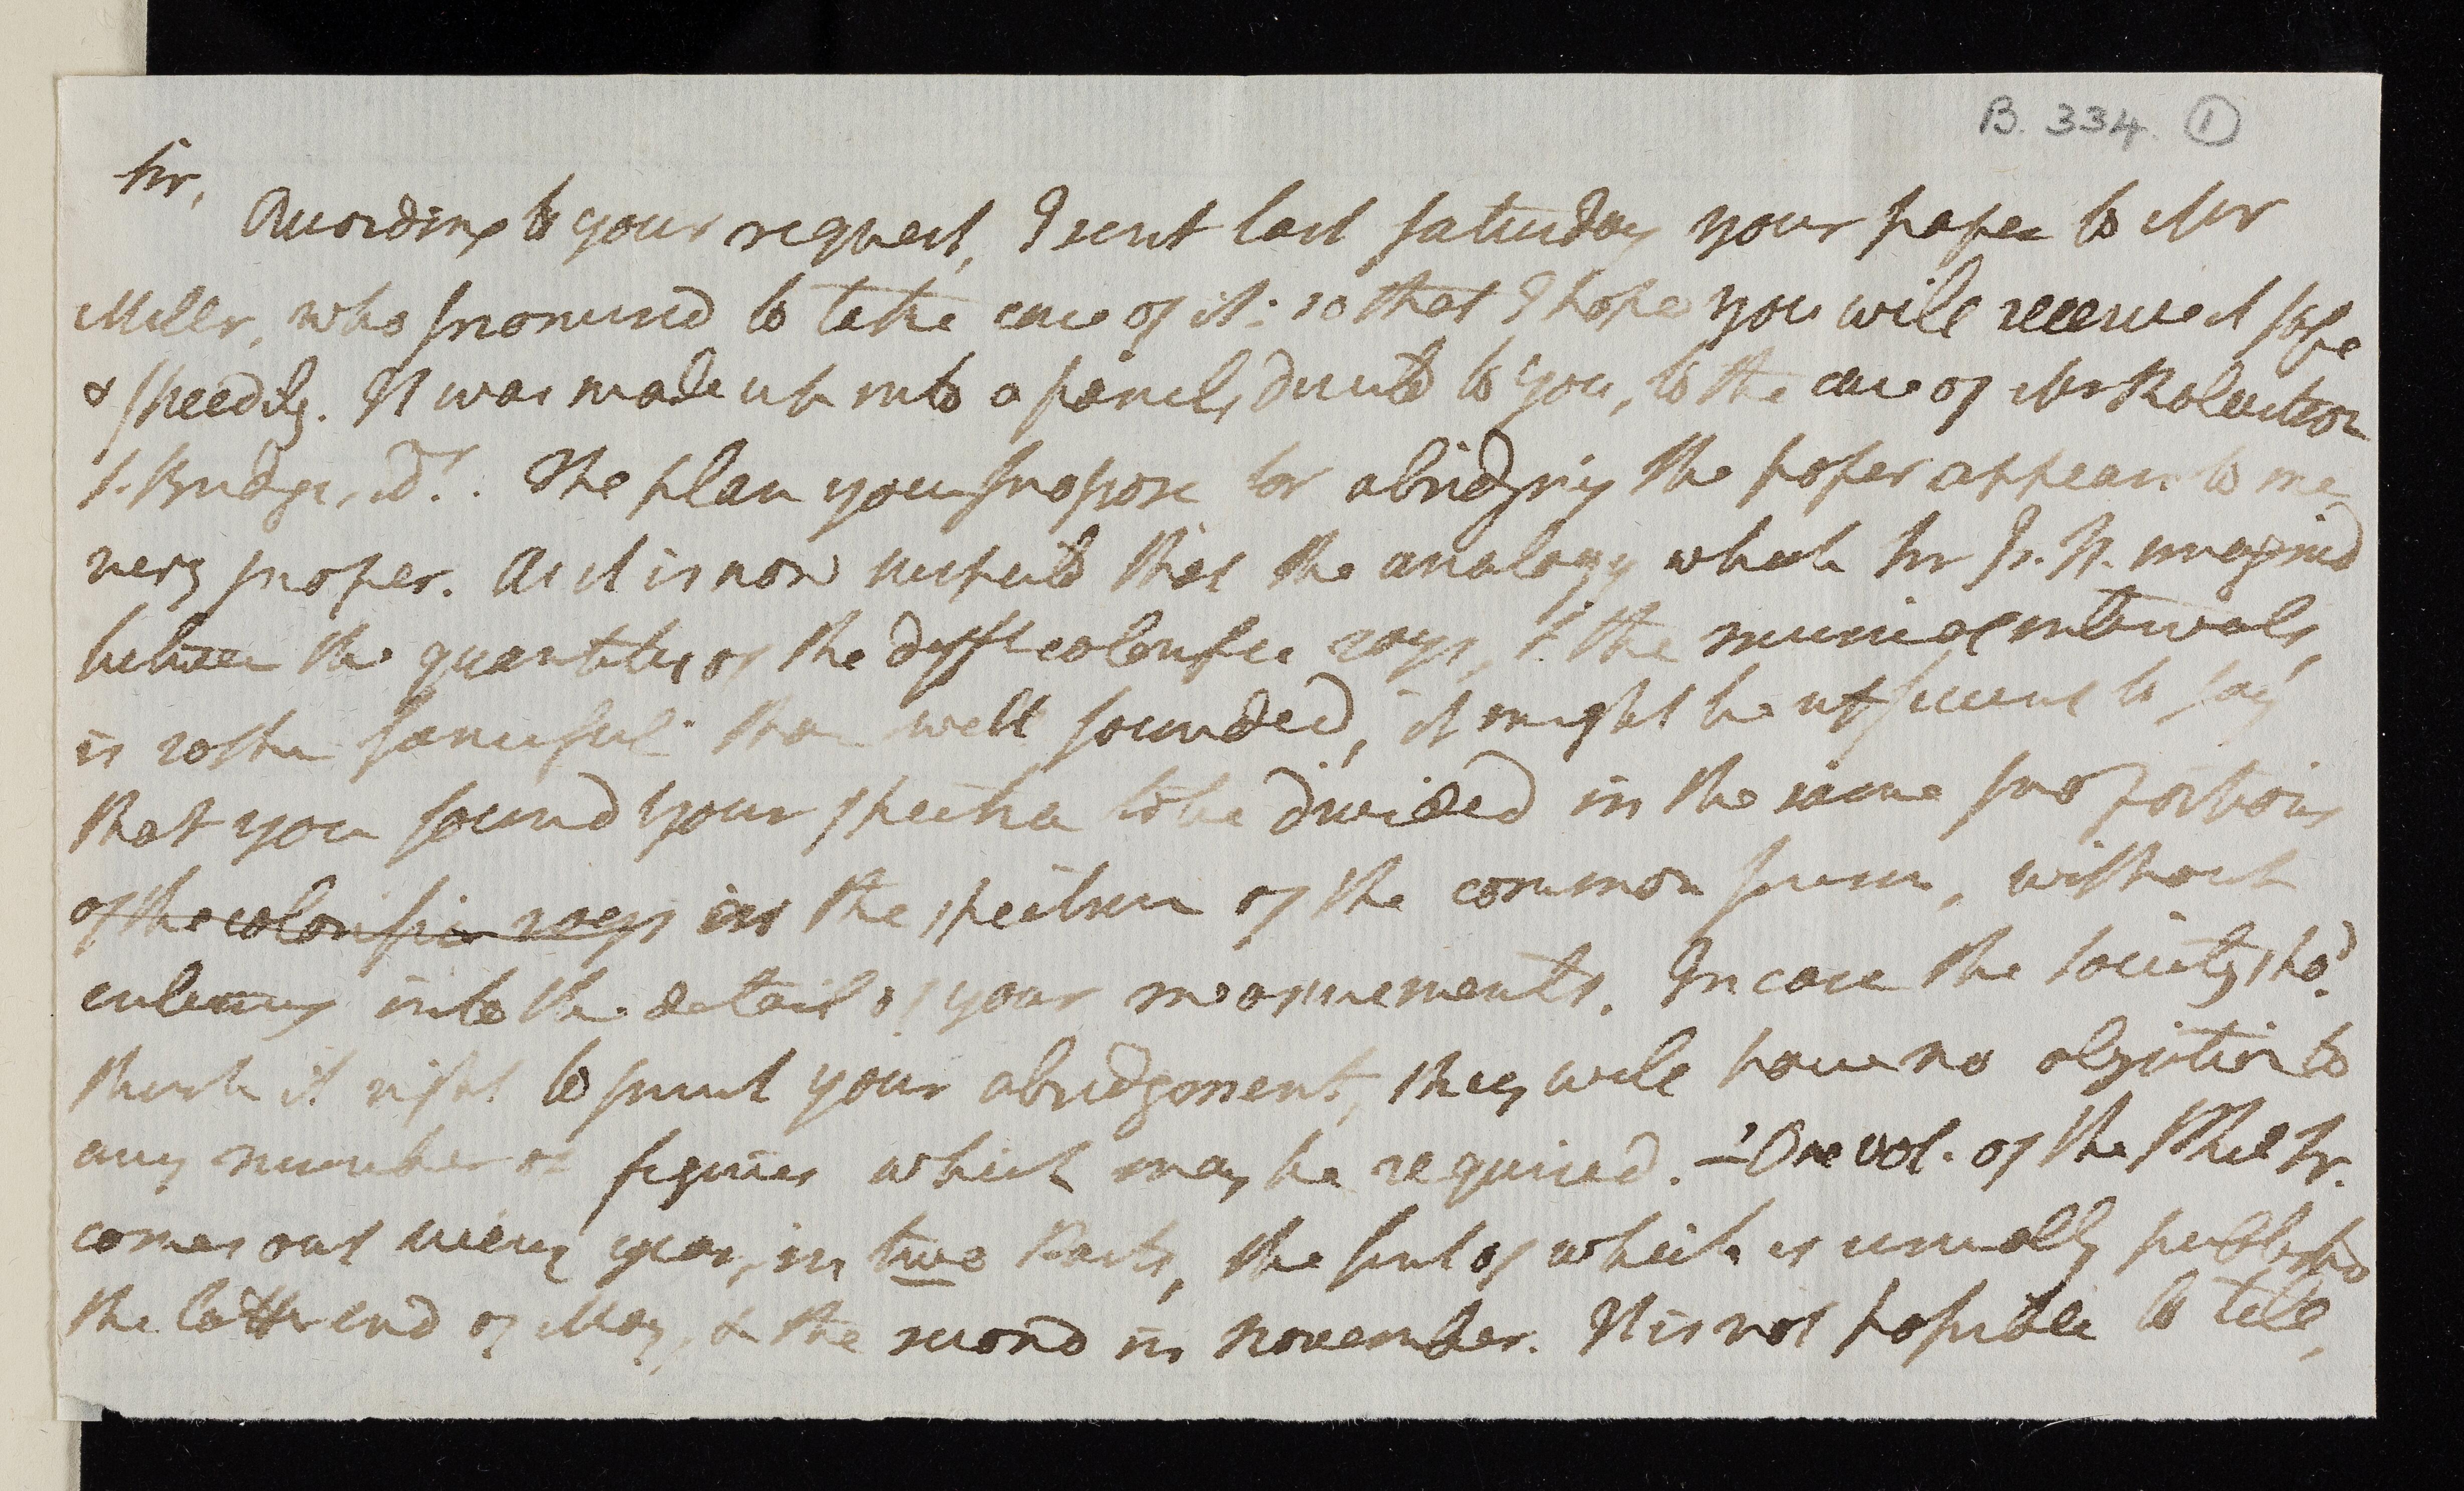 B. 334. 1
Sir,
According to your request, I sent last Saturday your paper to Mr
Miller, who promised to take care of it: so that I hope you will receive it safe
& speedily. It was made up into a parcel, directed to you, to the care of Mr
Bridge, The plan you propose for abridging the paper appears to me
very proper. As it is now suspected that the analogy which Sr Is. N. imagined
between the quantities of the difft colorific rays, & the musical intervals,
is rather fanciful than well founded, it might be sufficient to say
that you found your spectra to be divided in the same proportions
of the colorific rays in the spectrum of the common prism, without
entering into the detail of your measurements. In case the Society shod
think it right to print your abridgment, they will have no objection to
any number of figures which may be required. — One vol. of the Phil Tr.
comes out every year, in two Parts, the first of which is usually published
the latter end of May, & the second in November. It is not possible to tell,